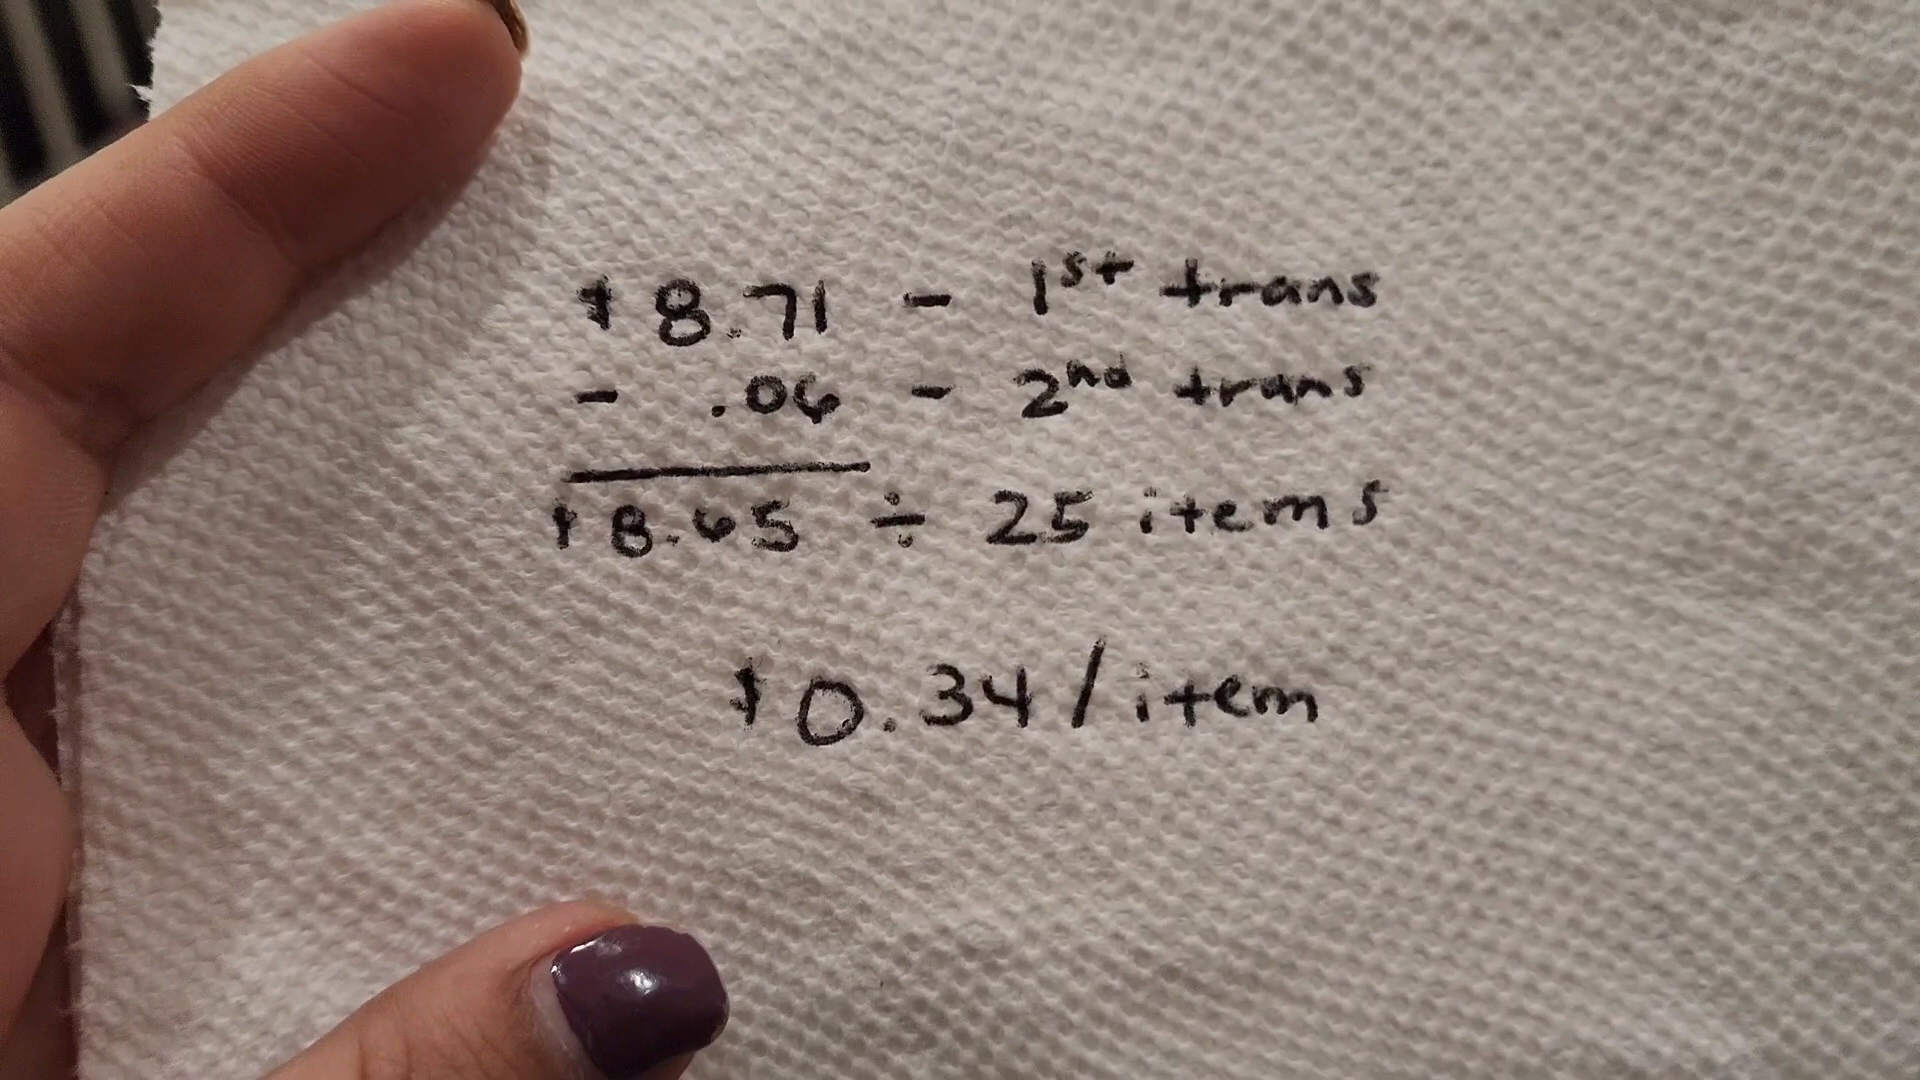 $8.71 - 1st trans
- .06 - 2nd trans
$8.65 ÷ 25 items
$0.34/item